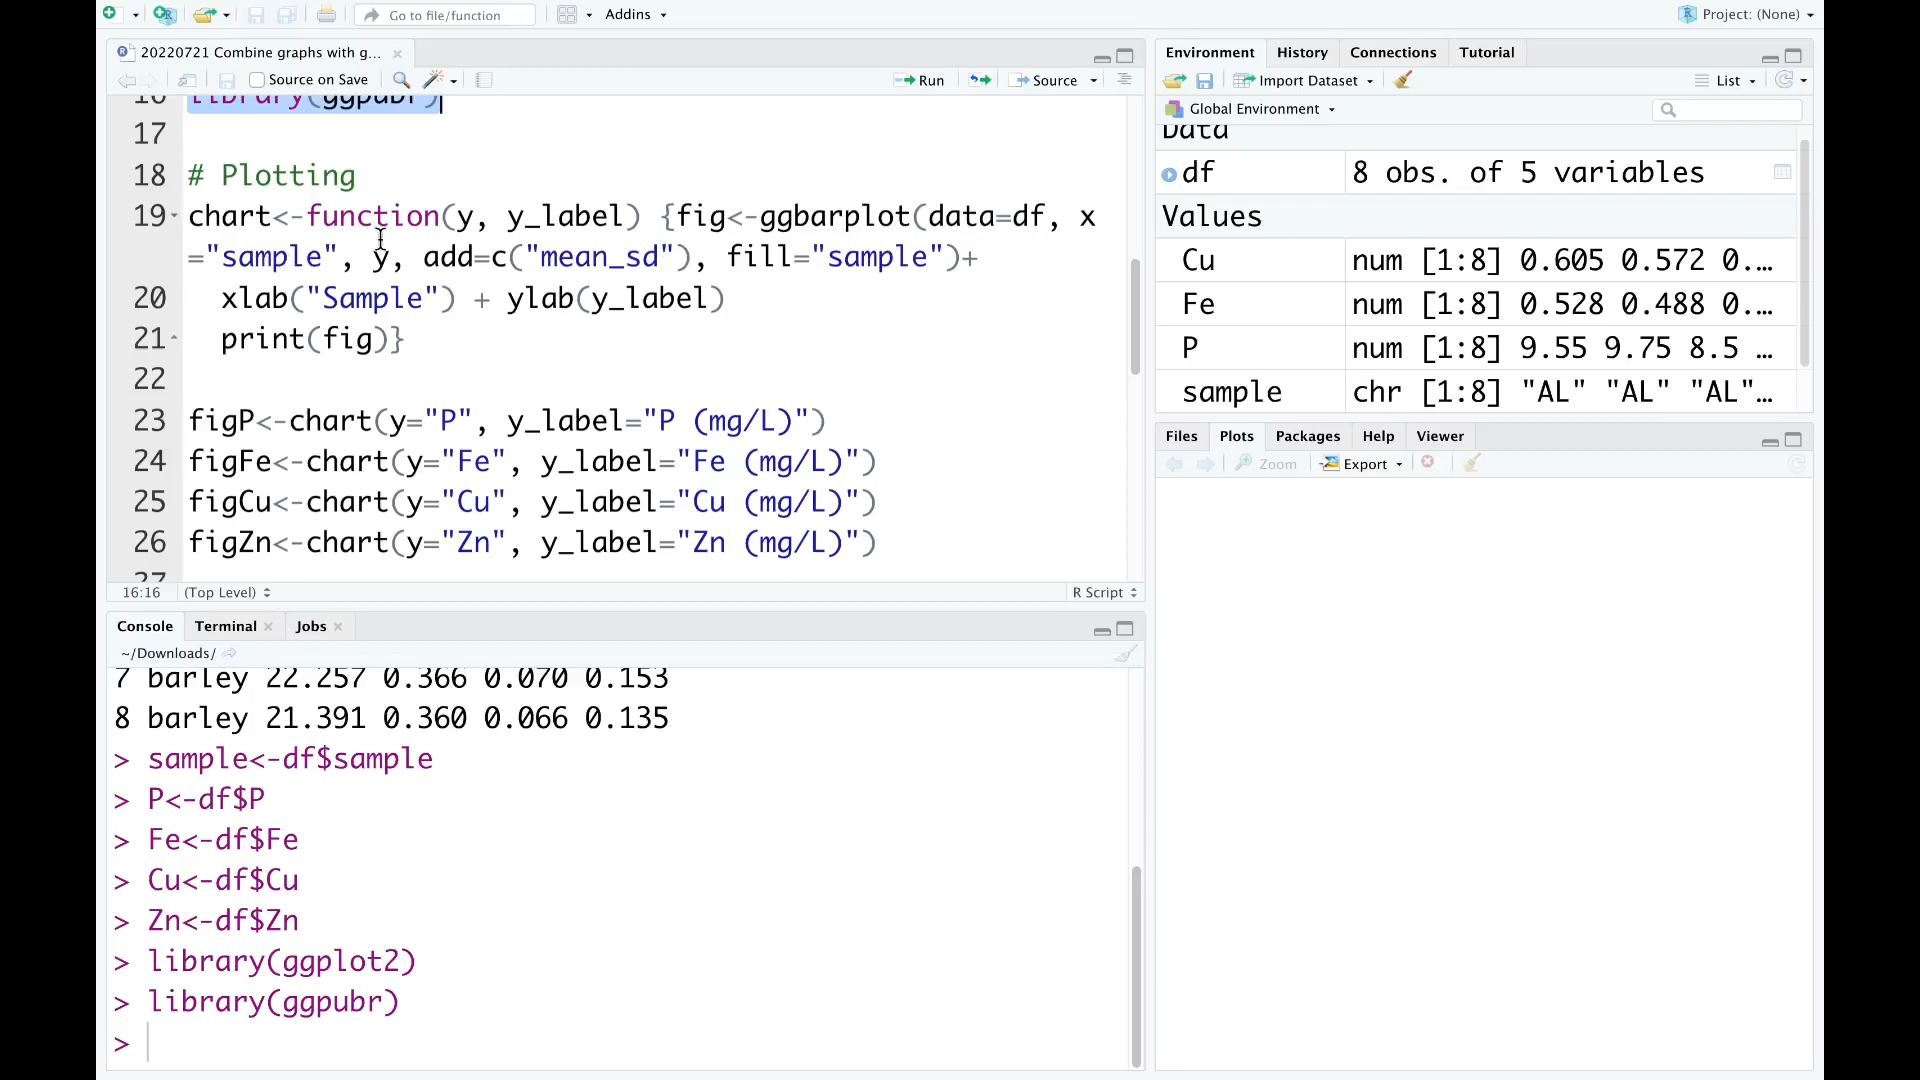 Go to file/function
Addins
Project: (None)
20220721 Combine graphs with g...
Source on Save
Run
Source
16 library(ggpubr)
17
18 # Plotting
19 chart<-function(y, y_label) {fig<-ggbarplot(data=df, x
="sample", y, add=c("mean_sd"), fill="sample")+
20 xlab("Sample") + ylab(y_label)
21 print(fig)}
22
23 figP<-chart(y="P", y_label="P (mg/L)")
24 figFe<-chart(y="Fe", y_label="Fe (mg/L)")
25 figCu<-chart(y="Cu", y_label="Cu (mg/L)")
26 figZn<-chart(y="Zn", y_label="Zn (mg/L)")
27
16:16 (Top Level) R Script
Console Terminal Jobs
~/Downloads/
7 barley 22.257 0.366 0.070 0.153
8 barley 21.391 0.360 0.066 0.135
> sample<-df$sample
> P<-df$P
> Fe<-df$Fe
> Cu<-df$Cu
> Zn<-df$Zn
> library(ggplot2)
> library(ggpubr)
>
Environment History Connections Tutorial
Import Dataset List
Global Environment
Data
df 8 obs. of 5 variables
Values
Cu num [1:8] 0.605 0.572 0....
Fe num [1:8] 0.528 0.488 0....
P num [1:8] 9.55 9.75 8.5 ...
sample chr [1:8] "AL" "AL" "AL"...
Files Plots Packages Help Viewer
Zoom Export